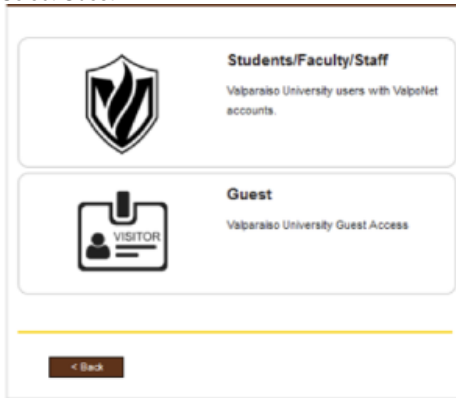 Students/Faculty/Staff
Valparaiso University users with ValpoNet
accounts.
Guest
Valparaiso University Guest Access
VISITOR
< Back